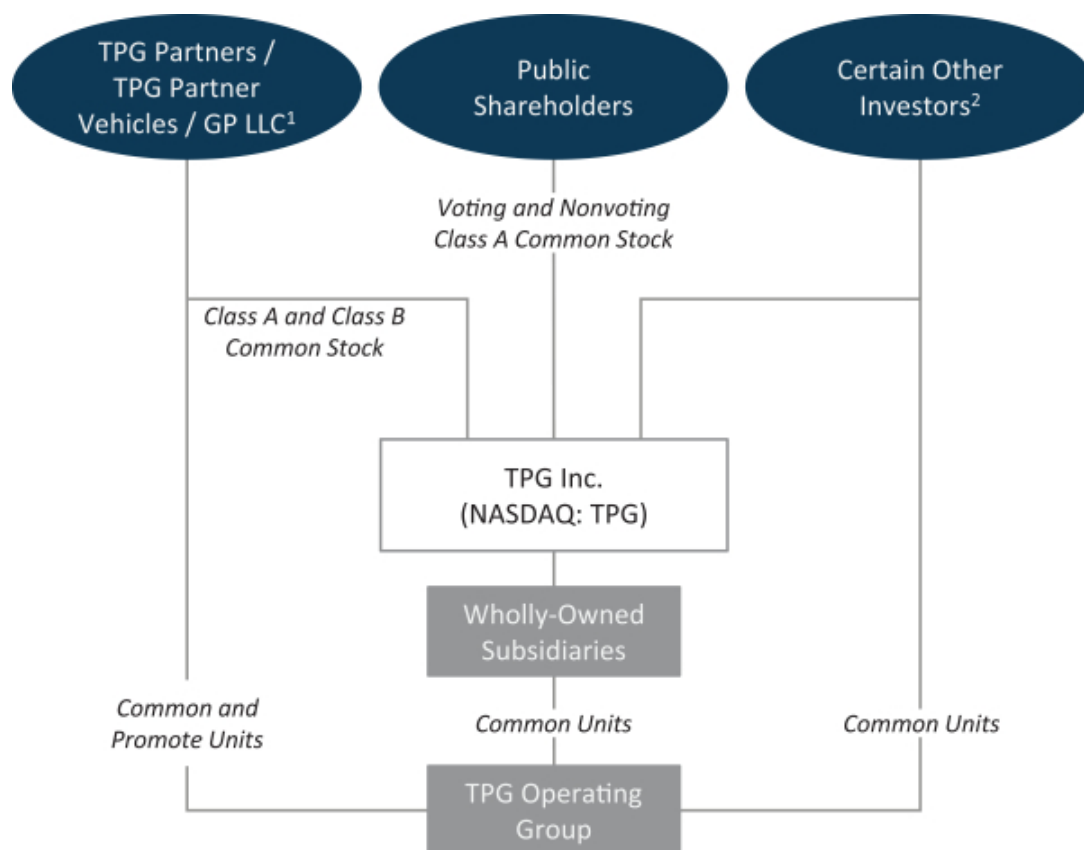 TPG Partners /
TPG Partner
Vehicles / GP LLC¹
Public
Shareholders
Certain Other
Investors²
Voting and Nonvoting
Class A Common Stock
Class A and Class B
Common Stock
TPG Inc.
(NASDAQ: TPG)
Wholly-Owned
Subsidiaries
Common and
Promote Units
Common Units
Common Units
TPG Operating
Group